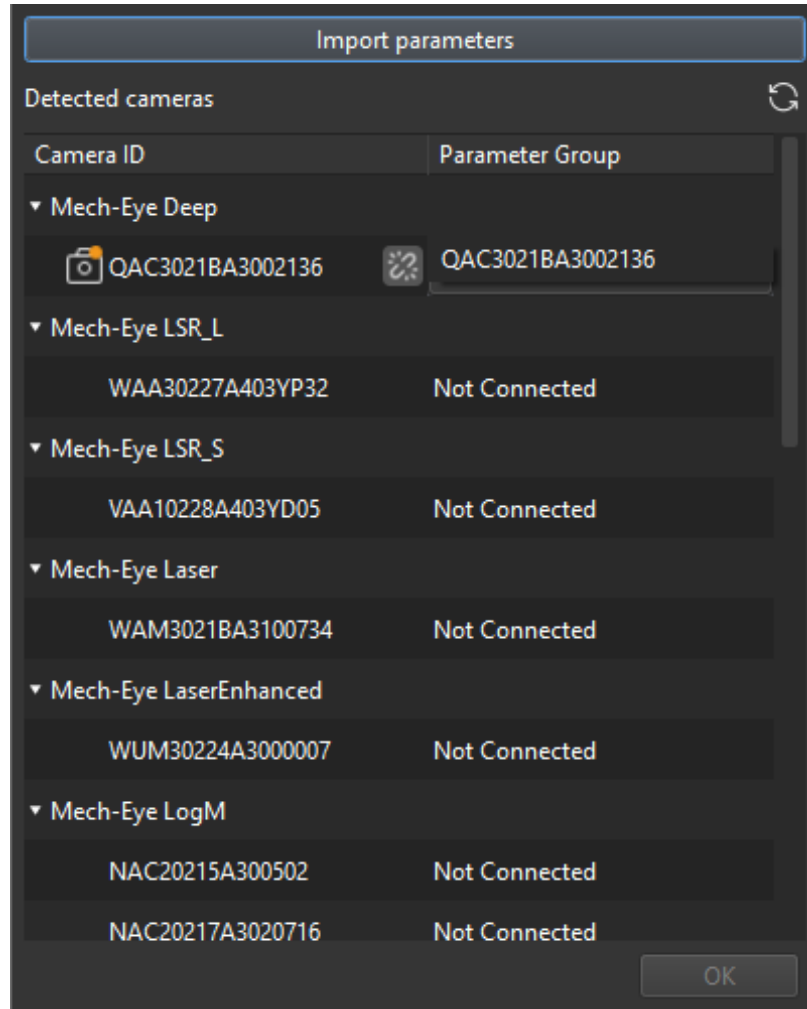 Import parameters
Detected cameras
Camera ID Parameter Group
Mech-Eye Deep
QAC3021BA3002136 QAC3021BA3002136
Mech-Eye LSR_L
WAA30227A403YP32 Not Connected
Mech-Eye LSR_S
VAA10228A403YD05 Not Connected
Mech-Eye Laser
WAM3021BA3100734 Not Connected
Mech-Eye LaserEnhanced
WUM30224A3000007 Not Connected
Mech-Eye LogM
NAC20215A300502 Not Connected
NAC20217A3020716 Not Connected
OK